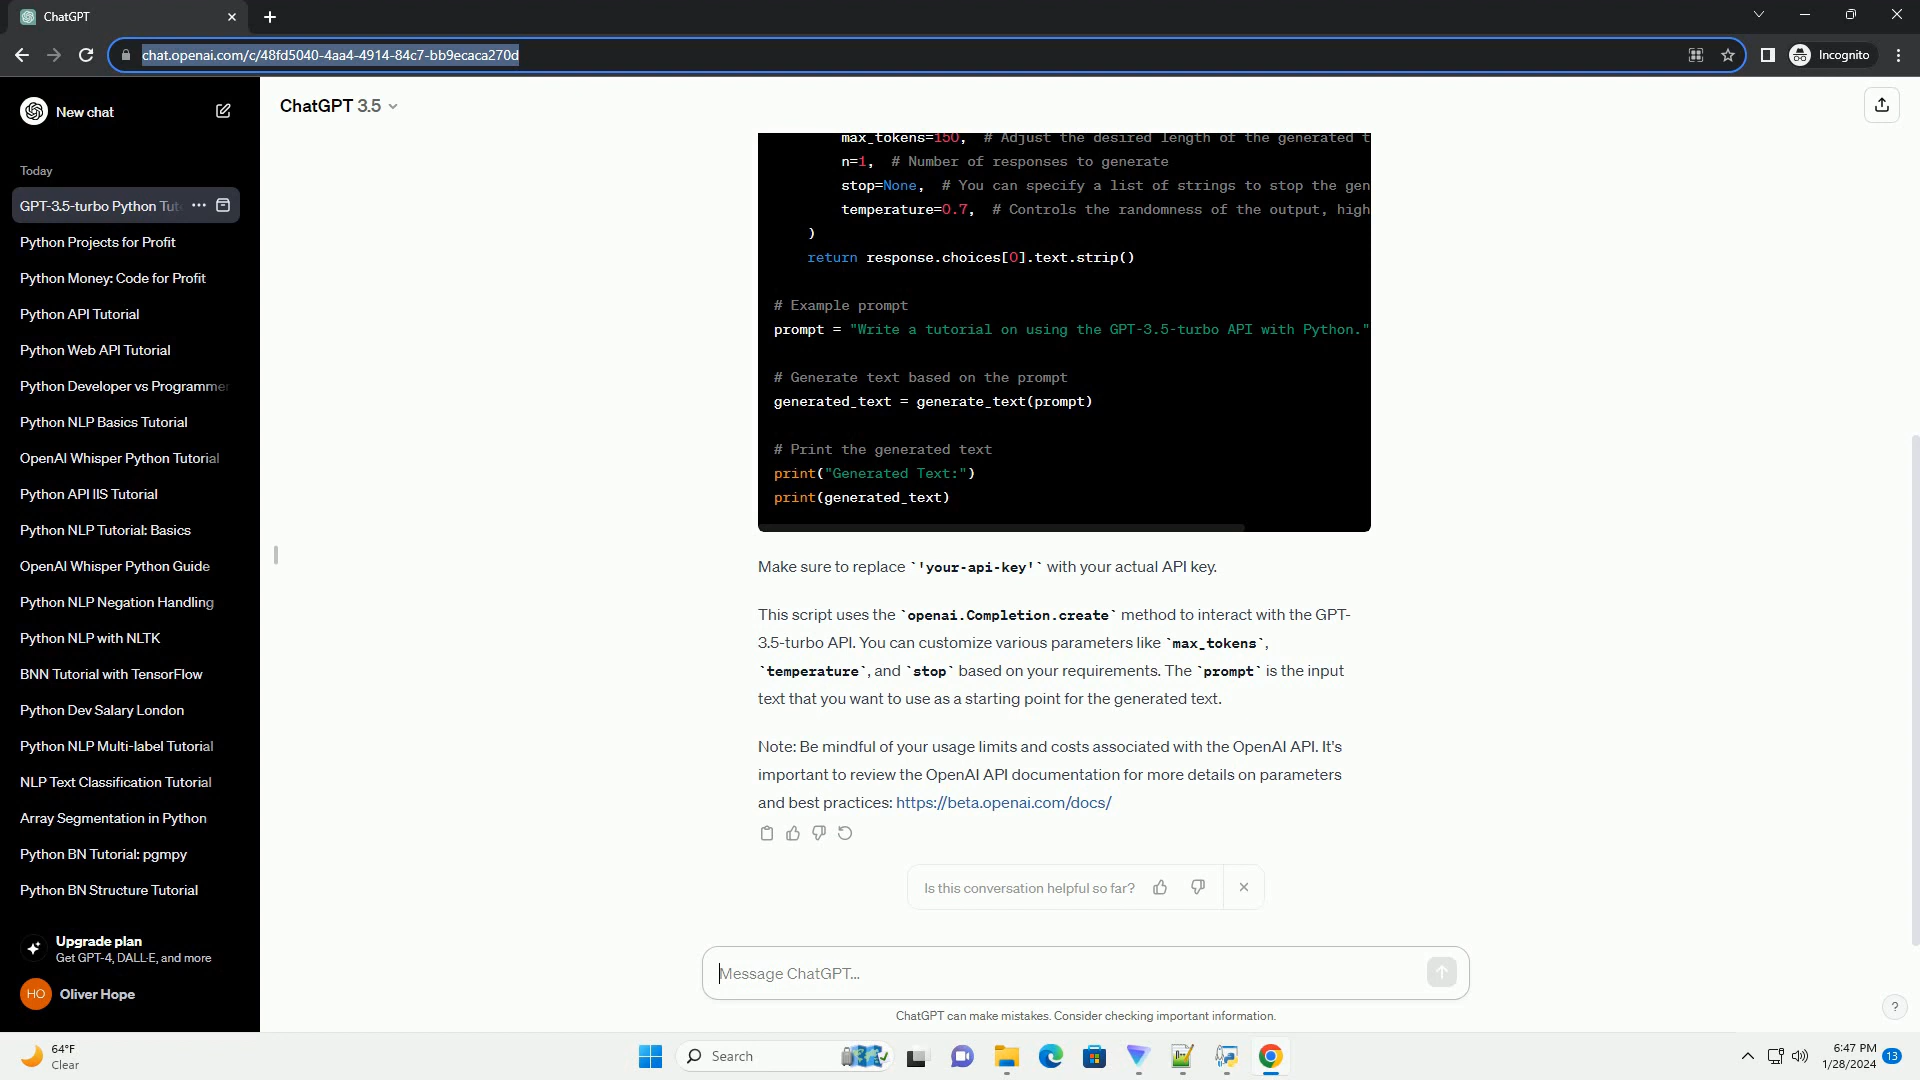 ChatGPT
chat.openai.com/c/48fd5040-4aa4-4914-84c7-bb9ecaca270d
Incognito
New chat
Today
GPT-3.5-turbo Python Tut
Python Projects for Profit
Python Money: Code for Profit
Python API Tutorial
Python Web API Tutorial
Python Developer vs Programmer
Python NLP Basics Tutorial
OpenAI Whisper Python Tutorial
Python API IIS Tutorial
Python NLP Tutorial: Basics
OpenAI Whisper Python Guide
Python NLP Negation Handling
Python NLP with NLTK
BNN Tutorial with TensorFlow
Python Dev Salary London
Python NLP Multi-label Tutorial
NLP Text Classification Tutorial
Array Segmentation in Python
Python BN Tutorial: pgmpy
Python BN Structure Tutorial
Upgrade plan
Get GPT-4, DALL·E, and more
HO Oliver Hope
ChatGPT 3.5
max_tokens=150, # Adjust the desired length of the generated t
n=1, # Number of responses to generate
stop=None, # You can specify a list of strings to stop the gen
temperature=0.7, # Controls the randomness of the output, high
)
return response.choices[0].text.strip()
# Example prompt
prompt = "Write a tutorial on using the GPT-3.5-turbo API with Python."
# Generate text based on the prompt
generated_text = generate_text(prompt)
# Print the generated text
print("Generated Text:")
print(generated_text)
Make sure to replace `'your-api-key'` with your actual API key.
This script uses the `openai.Completion.create` method to interact with the GPT-
3.5-turbo API. You can customize various parameters like `max_tokens`,
`temperature`, and `stop` based on your requirements. The `prompt` is the input
text that you want to use as a starting point for the generated text.
Note: Be mindful of your usage limits and costs associated with the OpenAI API. It's
important to review the OpenAI API documentation for more details on parameters
and best practices: https://beta.openai.com/docs/
Is this conversation helpful so far?
Message ChatGPT...
ChatGPT can make mistakes. Consider checking important information.
?
64°F
Clear
Search
6:47 PM
1/28/2024
13